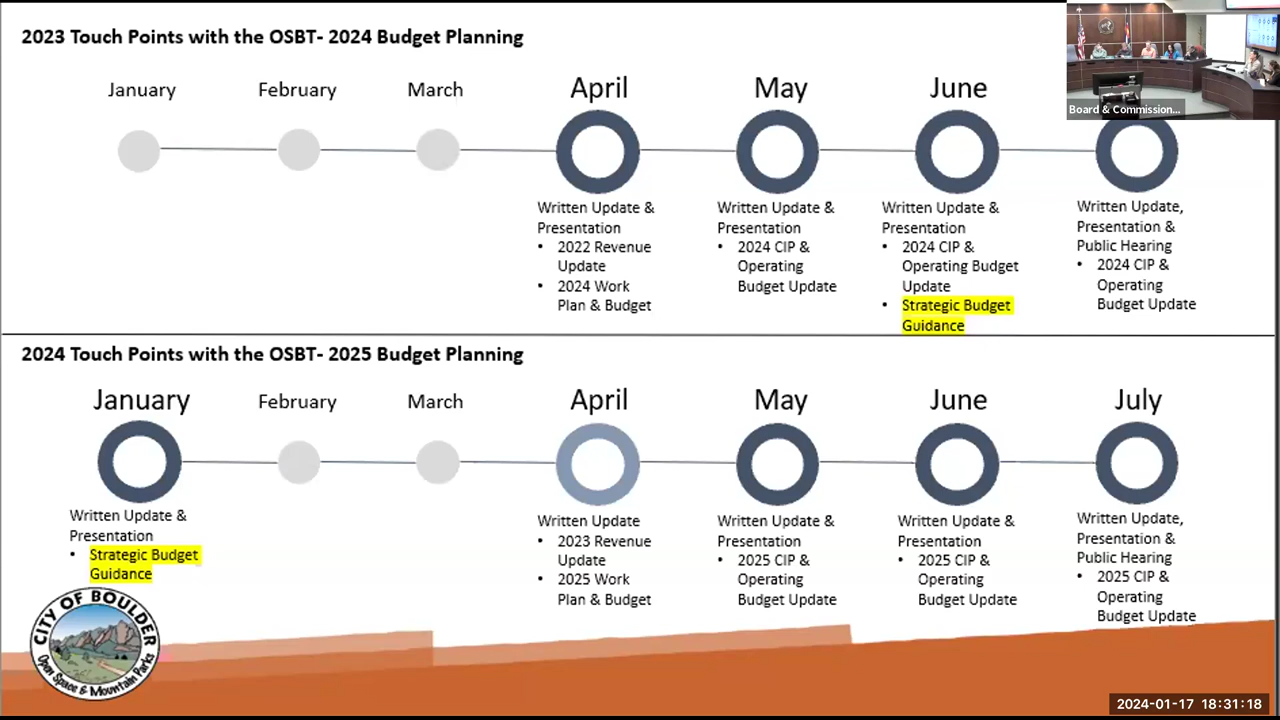 2023 Touch Points with the OSBT- 2024 Budget Planning
January
February
March
April
May
June
Written Update &
Presentation
• 2022 Revenue
Update
• 2024 Work
Plan & Budget
Written Update &
Presentation
• 2024 CIP &
Operating
Budget Update
Written Update &
Presentation
• 2024 CIP &
Operating Budget
Update
• Strategic Budget
Guidance
Written Update,
Presentation &
Public Hearing
• 2024 CIP &
Operating
Budget Update
Board & Commission...
2024 Touch Points with the OSBT- 2025 Budget Planning
January
February
March
April
May
June
July
Written Update &
Presentation
• Strategic Budget
Guidance
Written Update
• 2023 Revenue
Update
• 2025 Work
Plan & Budget
Written Update &
Presentation
• 2025 CIP &
Operating
Budget Update
Written Update &
Presentation
• 2025 CIP &
Operating
Budget Update
Written Update,
Presentation &
Public Hearing
• 2025 CIP &
Operating
Budget Update
CITY OF BOULDER
Open Space & Mountain Parks
2024-01-17 18:31:18